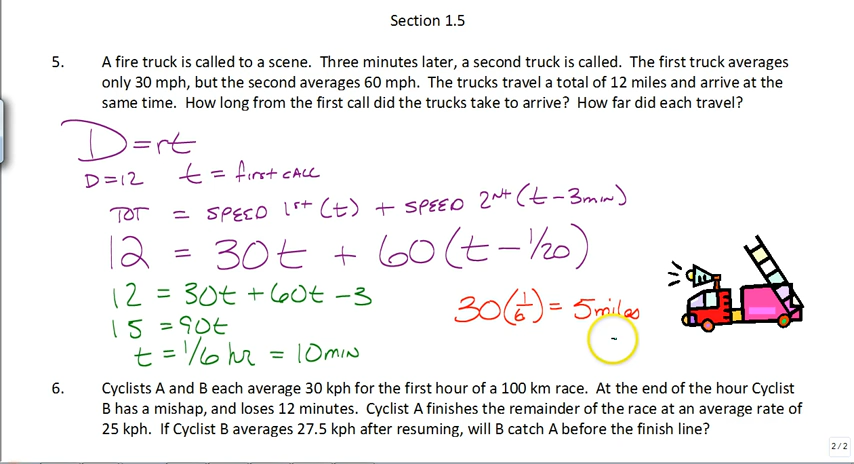 Section 1.5
5. A fire truck is called to a scene. Three minutes later, a second truck is called. The first truck averages
only 30 mph, but the second averages 60 mph. The trucks travel a total of 12 miles and arrive at the
same time. How long from the first call did the trucks take to arrive? How far did each travel?
D=rt
D=12 t = first CALL
TOT = SPEED 1st (t) + SPEED 2nd (t-3min)
12 = 30t + 60(t-1/20)
12 = 30t + 60t -3
30(1/6) = 5 miles
15 = 90t
t = 1/6 hr = 10 MIN
6. Cyclists A and B each average 30 kph for the first hour of a 100 km race. At the end of the hour Cyclist
B has a mishap, and loses 12 minutes. Cyclist A finishes the remainder of the race at an average rate of
25 kph. If Cyclist B averages 27.5 kph after resuming, will B catch A before the finish line?
2/2